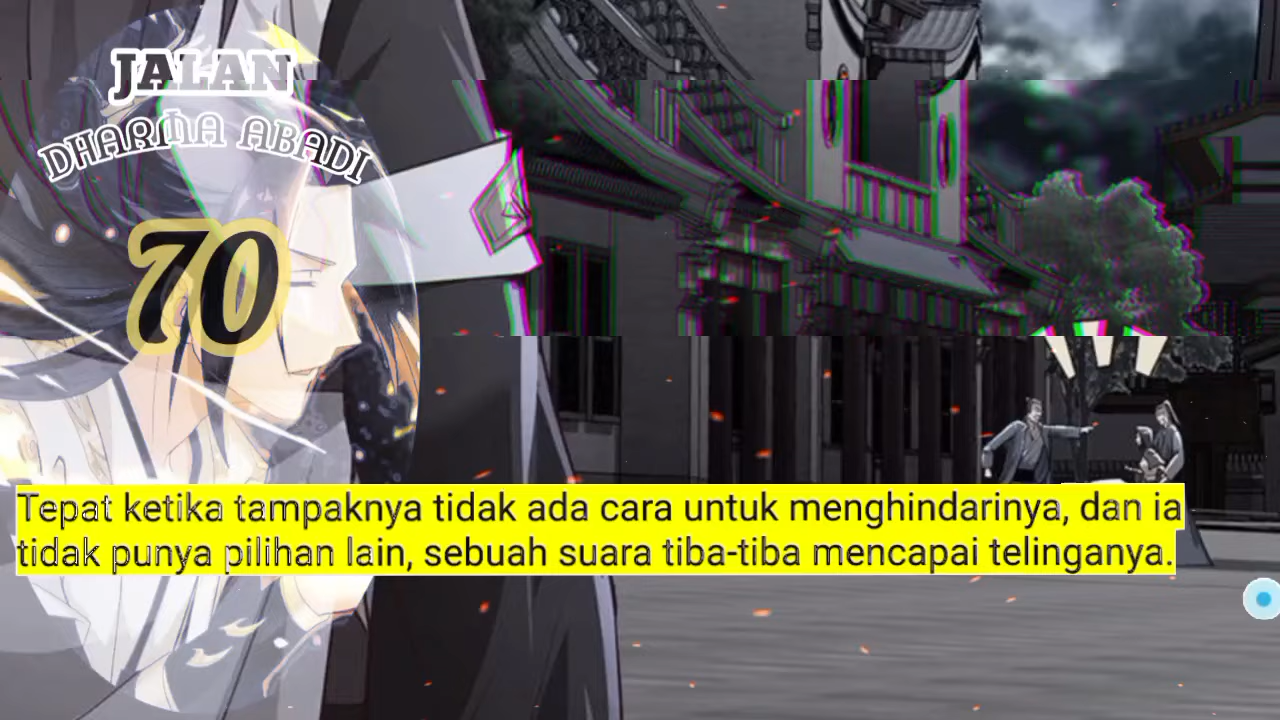 JALAN
DHARMA ABADI
70
Tepat ketika tampaknya tidak ada cara untuk menghindarinya, dan ia
tidak punya pilihan lain, sebuah suara tiba-tiba mencapai telinganya.